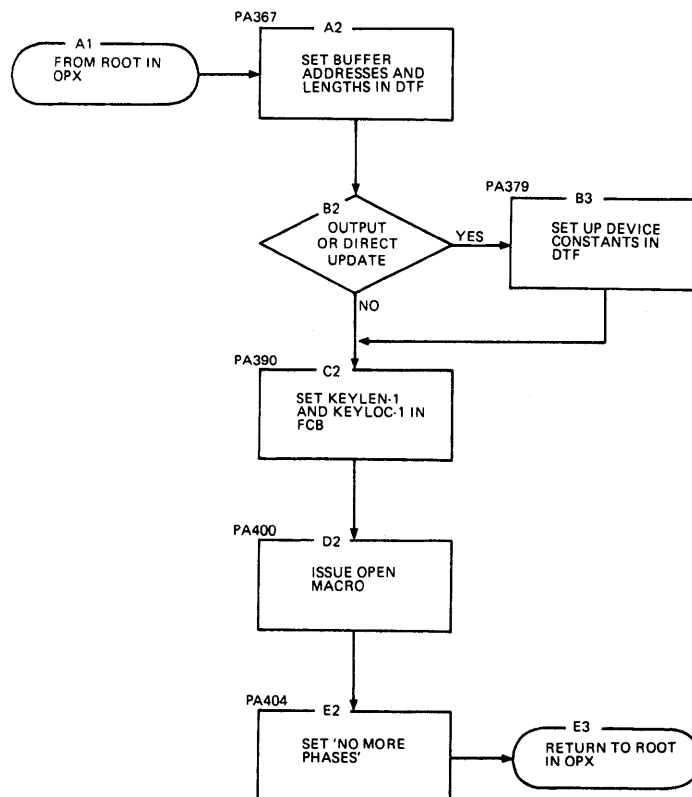 PA367
A1
FROM ROOT IN
OPX
A2
SET BUFFER
ADDRESSES AND
LENGTHS IN DTF
B2
OUTPUT
OR DIRECT
UPDATE
YES
NO
PA379
B3
SET UP DEVICE
CONSTANTS IN
DTF
PA390
C2
SET KEYLEN-1
AND KEYLOC-1 IN
FCB
PA400
D2
ISSUE OPEN
MACRO
PA404
E2
SET 'NO MORE
PHASES'
E3
RETURN TO ROOT
IN OPX